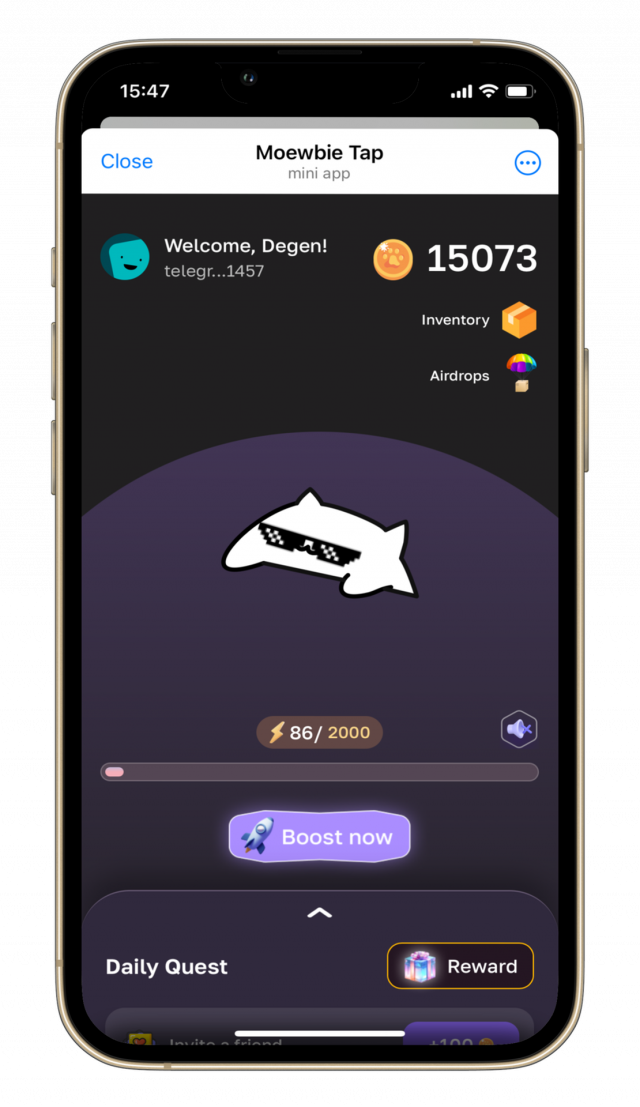 15:47
Close
Moewbie Tap
mini app
Welcome, Degen!
telegr...1457
15073
Inventory
Airdrops
86/ 2000
Boost now
Daily Quest
Reward
Invite a friend
+100